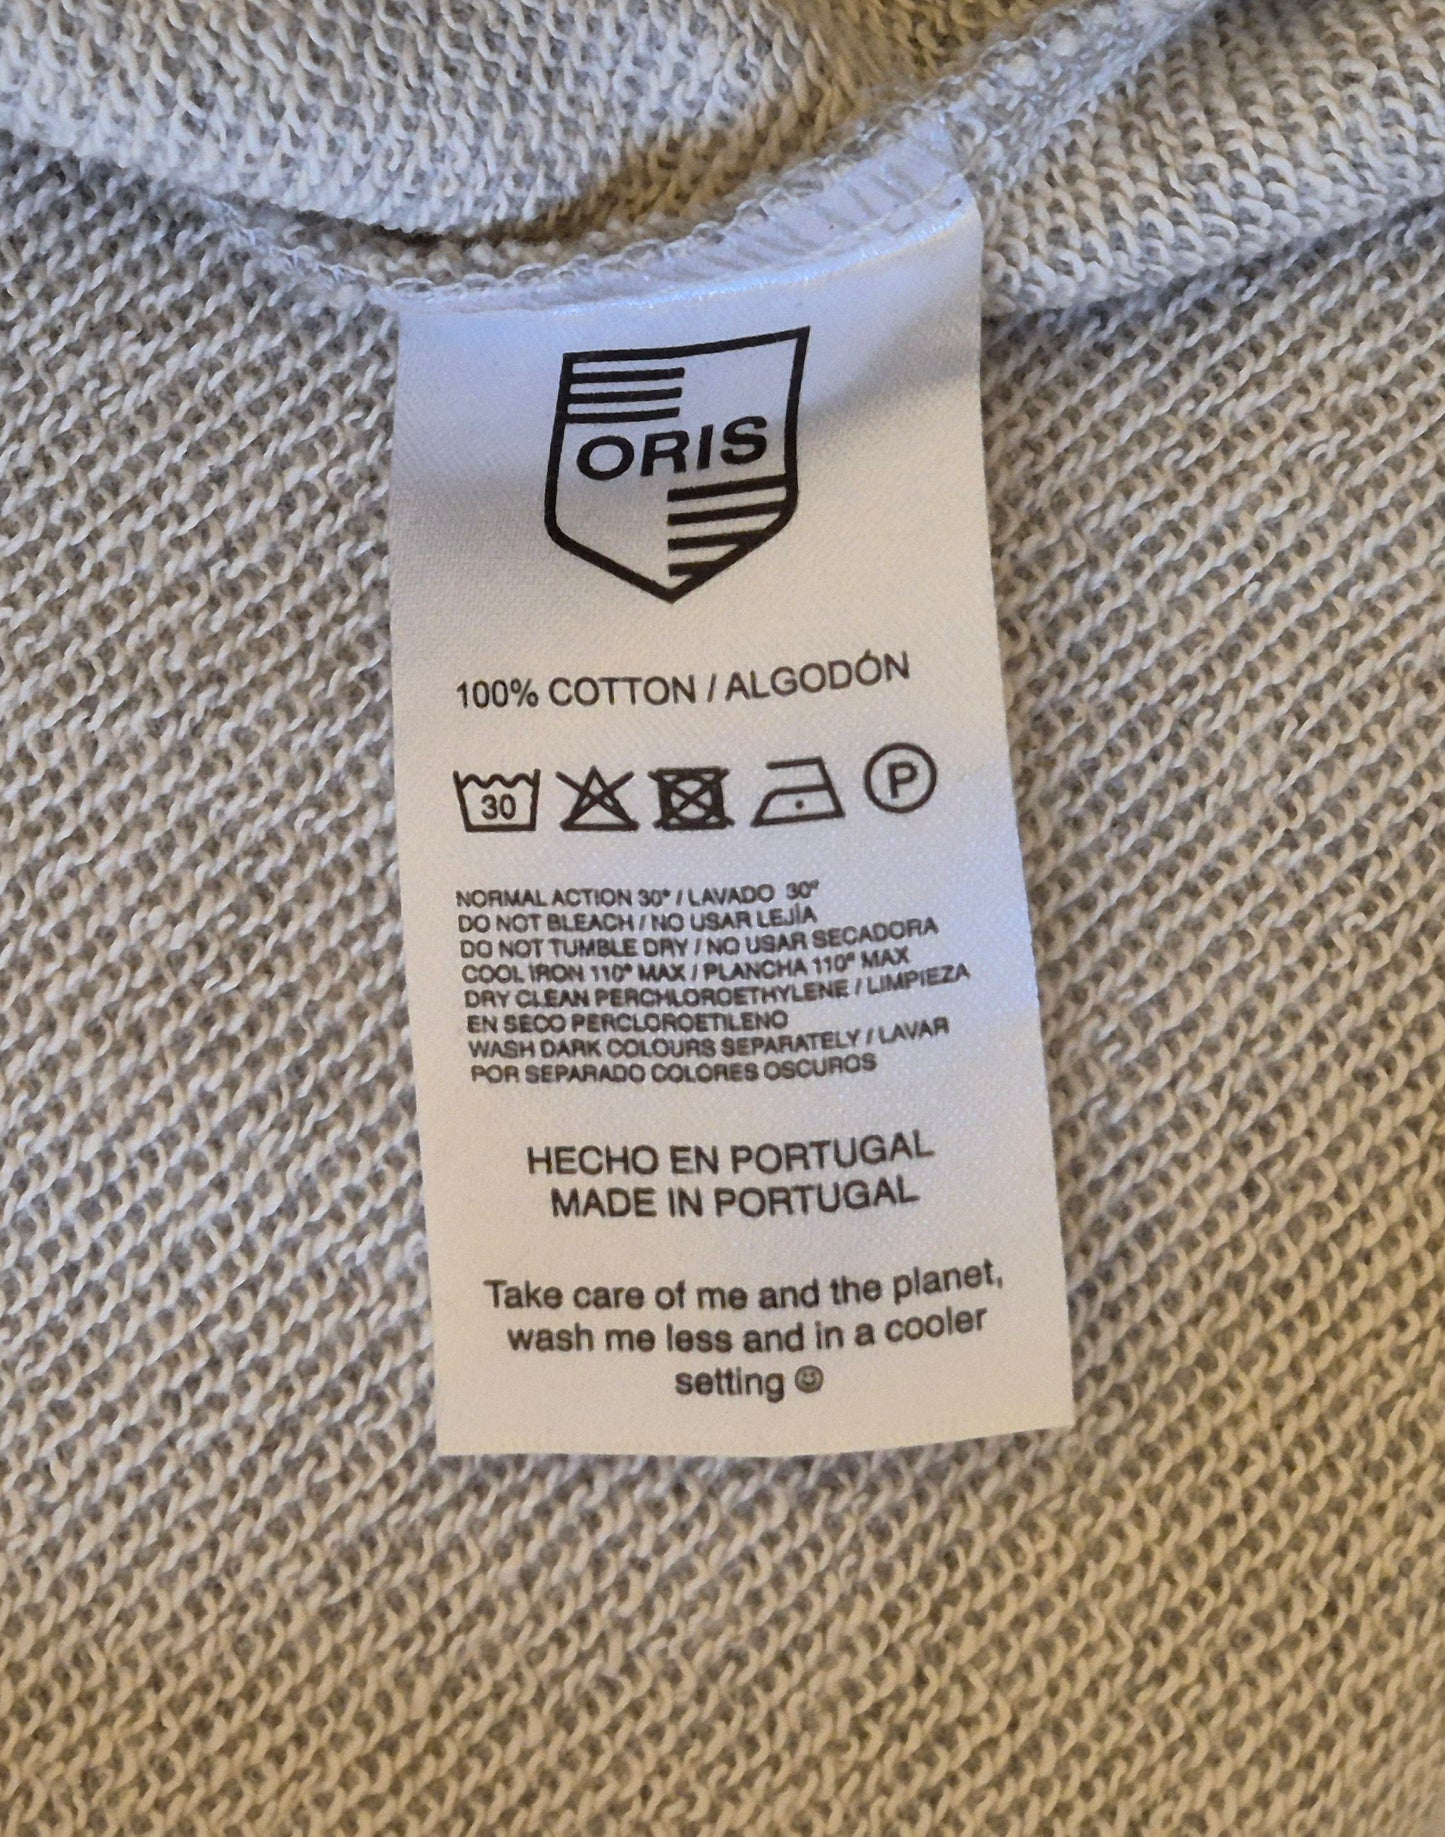 ORIS
100% COTTON / ALGODÓN
30
P
NORMAL ACTION 30° / LAVADO 30°
DO NOT BLEACH / NO USAR LEJÍA
DO NOT TUMBLE DRY / NO USAR SECADORA
COOL IRON 110° MAX / PLANCHA 110° MAX
DRY CLEAN PERCHLOROETHYLENE / LIMPIEZA
EN SECO PERCLOROETILENO
WASH DARK COLOURS SEPARATELY / LAVAR
POR SEPARADO COLORES OSCUROS
HECHO EN PORTUGAL
MADE IN PORTUGAL
Take care of me and the planet,
wash me less and in a cooler
setting ☺